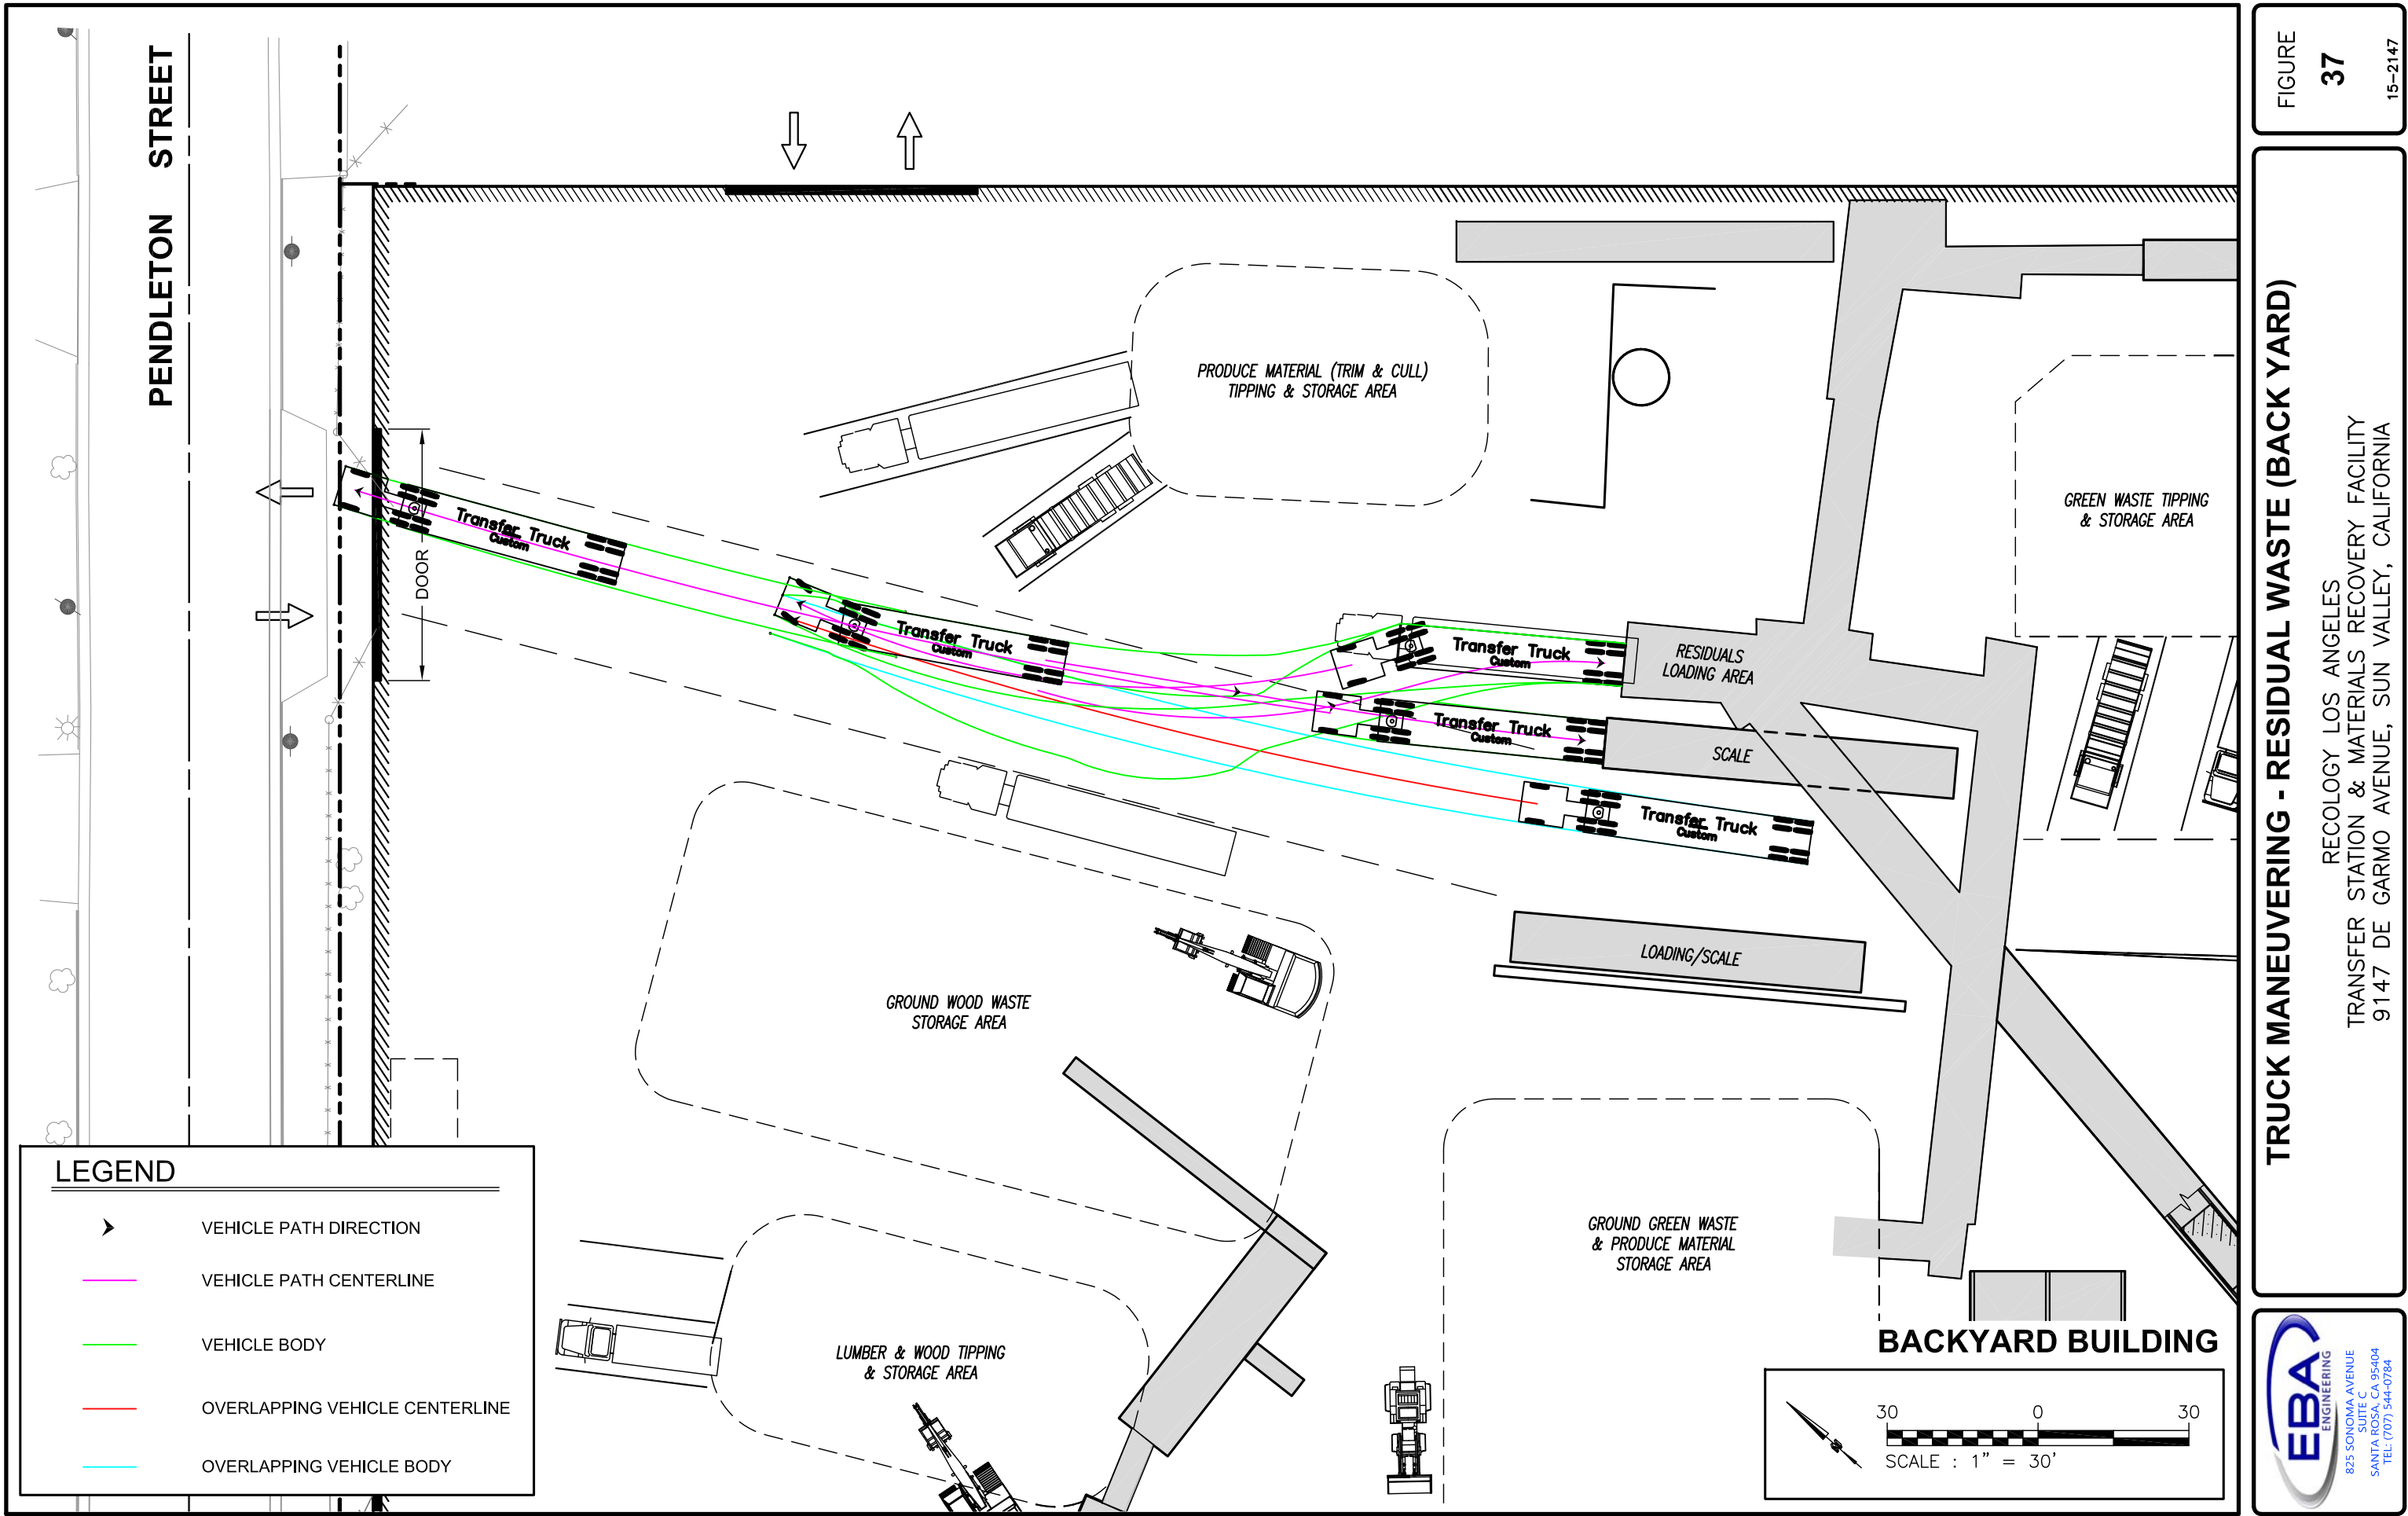 PENDLETON STREET
DOOR
Transfer Truck
Custom
Transfer Truck
Custom
Transfer Truck
Custom
Transfer Truck
Custom
Transfer Truck
Custom
PRODUCE MATERIAL (TRIM & CULL)
TIPPING & STORAGE AREA
GREEN WASTE TIPPING
& STORAGE AREA
RESIDUALS
LOADING AREA
SCALE
LOADING/SCALE
GROUND WOOD WASTE
STORAGE AREA
GROUND GREEN WASTE
& PRODUCE MATERIAL
STORAGE AREA
LUMBER & WOOD TIPPING
& STORAGE AREA
LEGEND
VEHICLE PATH DIRECTION
VEHICLE PATH CENTERLINE
VEHICLE BODY
OVERLAPPING VEHICLE CENTERLINE
OVERLAPPING VEHICLE BODY
BACKYARD BUILDING
30 0 30
SCALE : 1" = 30'
FIGURE
37
15-2147
TRUCK MANEUVERING - RESIDUAL WASTE (BACK YARD)
RECOLOGY LOS ANGELES
TRANSFER STATION & MATERIALS RECOVERY FACILITY
9147 DE GARMO AVENUE, SUN VALLEY, CALIFORNIA
EBA
ENGINEERING
825 SONOMA AVENUE
SUITE C
SANTA ROSA, CA 95404
TEL: (707) 544-0784